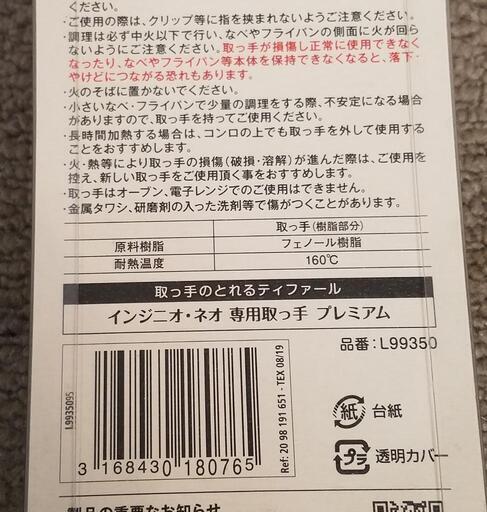 ください。
・ご使用の際は、クリップ等に指を挟まれないようご注意ください。
・調理は必ず中火以下で行い、なべやフライパンの側面に火が回ら
ないようにご注意ください。取っ手が損傷し正常に使用できなく
なったり、なべやフライパン等本体を保持できなくなると、落下・
やけどにつながる恐れもあります。
・火のそばに置かないでください。
・小さいなべ・フライパンで少量の調理をする際、不安定になる場合
がありますので、取っ手を持ってご使用ください。
・長時間加熱する場合は、コンロの上でも取っ手を外して使用する
ことをおすすめします。
・火・熱等により取っ手の損傷(破損・溶解)が進んだ際は、ご使用を
控え、新しい取っ手をご使用頂く事をおすすめします。
・取っ手はオーブン、電子レンジでのご使用はできません。
・金属タワシ、研磨剤の入った洗剤等で傷がつくことがあります。
取っ手(樹脂部分)
原料樹脂 フェノール樹脂
耐熱温度 160℃
取っ手のとれるティファール
インジニオ・ネオ 専用取っ手 プレミアム
品番:L99350
L9935095
3 168430 180765
Ref: 20 98 191 651 - TEX 08/19
紙 台紙
プラ 透明カバー
製品の重要なお知らせ